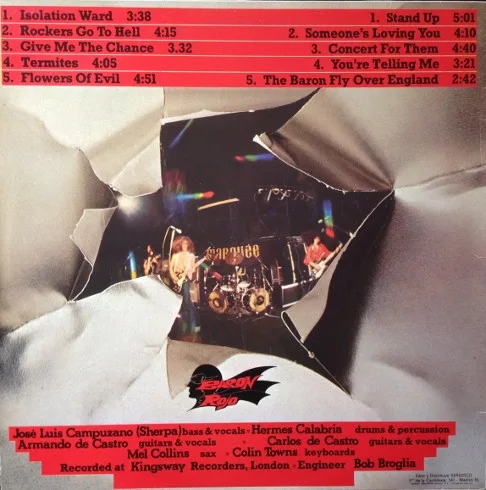 1. Isolation Ward 3:38
2. Rockers Go To Hell 4:15
3. Give Me The Chance 3.32
4. Termites 4:05
5. Flowers Of Evil 4:51
1. Stand Up 5:01
2. Someone's Loving You 4:10
3. Concert For Them 4:40
4. You're Telling Me 3:21
5. The Baron Fly Over England 2:42
marquee
BARON
ROJO
José Luis Campuzano (Sherpa) bass & vocals - Hermes Calabria drums & percussion
Armando de Castro guitars & vocals - Carlos de Castro guitars & vocals
Mel Collins sax - Colin Towns keyboards
Recorded at Kingsway Recorders, London - Engineer Bob Broglia